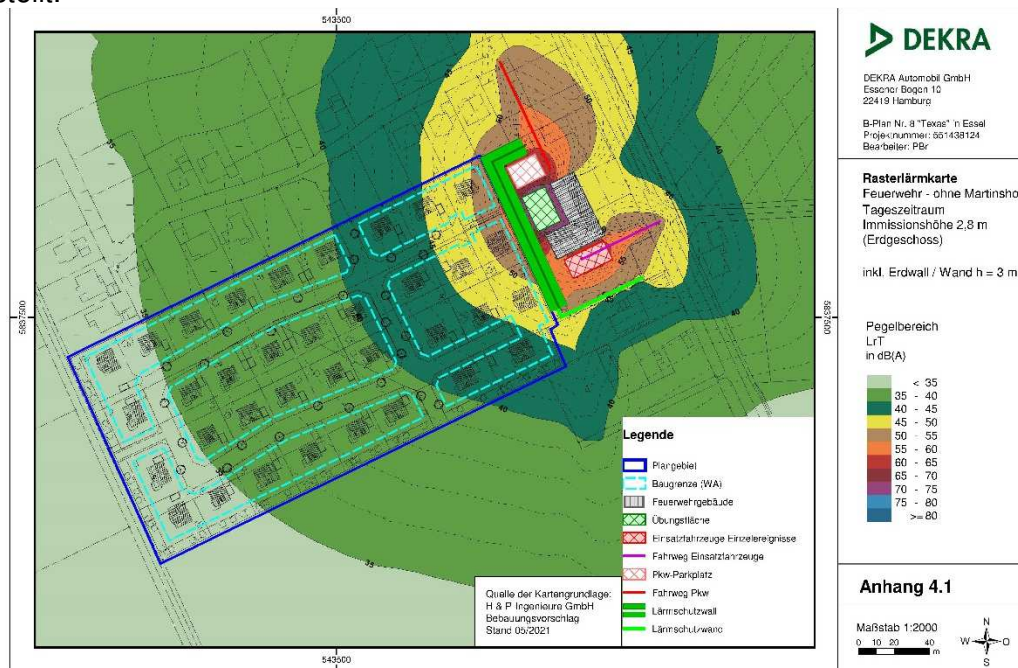 543500
DEKRA
DEKRA Automobil GmbH
Essener Bogen 10
22419 Hamburg
B-Plan Nr. 8 "Texas" in Essel
Projektnummer: 551438124
Bearbeiter: PBr
Rasterlärmkarte
Feuerwehr - ohne Martinsho
Tageszeitraum
Immissionshöhe 2,8 m
(Erdgeschoss)
inkl. Erdwall / Wand h = 3 m
5837500
5837500
Pegelbereich
LrT
in dB(A)
< 35
35 - 40
40 - 45
45 - 50
50 - 55
55 - 60
60 - 65
65 - 70
70 - 75
75 - 80
>= 80
Legende
Plangebiet
Baugrenze (WA)
Feuerwehrgebäude
Übungsfläche
Einsatzfahrzeuge Einzelereignisse
Fahrweg Einsatzfahrzeuge
Pkw-Parkplatz
Fahrweg Pkw
Lärmschutzwall
Lärmschutzwand
Quelle der Kartengrundlage:
H & P Ingenieure GmbH
Bebauungsvorschlag
Stand 05/2021
Anhang 4.1
Maßstab 1:2000
0 10 20 40
m
N
W O
S
543500